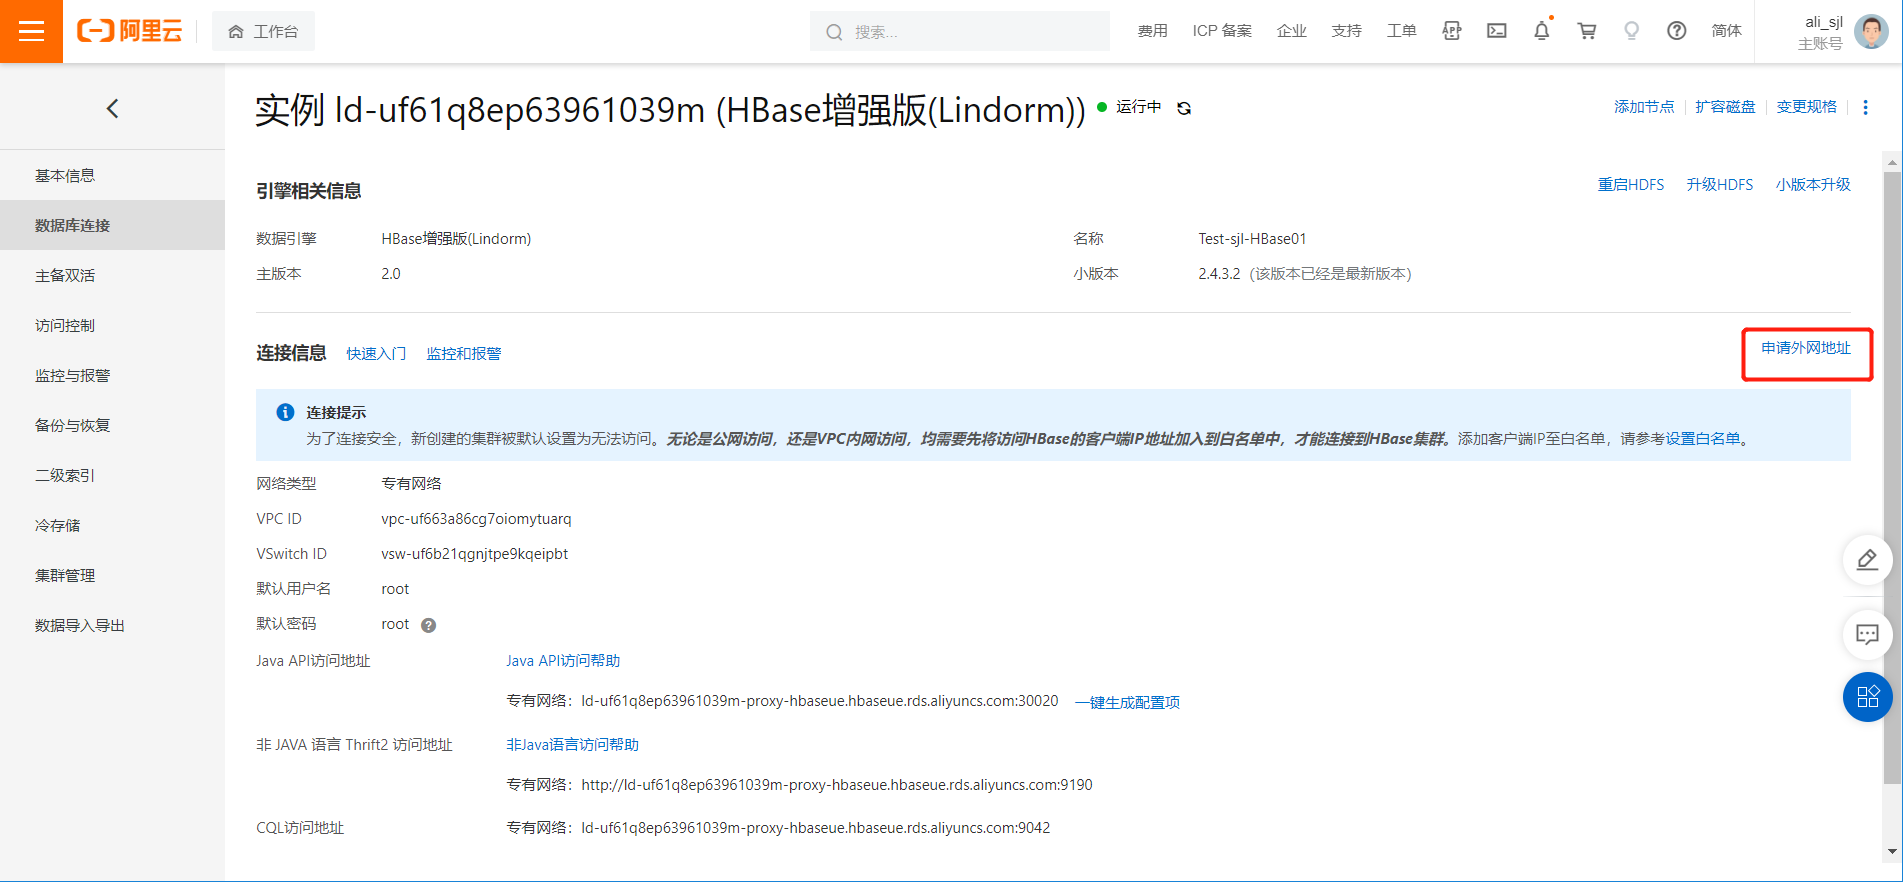 阿里云
工作台
搜索...
费用
ICP 备案
企业
支持
工单
APP
简体
ali_sjl
主账号
实例 ld-uf61q8ep63961039m (HBase增强版(Lindorm))
运行中
添加节点
扩容磁盘
变更规格
基本信息
数据库连接
主备双活
访问控制
监控与报警
备份与恢复
二级索引
冷存储
集群管理
数据导入导出
引擎相关信息
重启HDFS
升级HDFS
小版本升级
数据引擎
HBase增强版(Lindorm)
名称
Test-sjl-HBase01
主版本
2.0
小版本
2.4.3.2（该版本已经是最新版本）
连接信息
快速入门
监控和报警
申请外网地址
连接提示
为了连接安全，新创建的集群被默认设置为无法访问。无论是公网访问，还是VPC内网访问，均需要先将访问HBase的客户端IP地址加入到白名单中，才能连接到HBase集群。添加客户端IP至白名单，请参考设置白名单。
网络类型
专有网络
VPC ID
vpc-uf663a86cg7oiomytuarq
VSwitch ID
vsw-uf6b21qgnjtpe9kqeipbt
默认用户名
root
默认密码
root
Java API访问地址
Java API访问帮助
专有网络：ld-uf61q8ep63961039m-proxy-hbaseue.hbaseue.rds.aliyuncs.com:30020
一键生成配置项
非 JAVA 语言 Thrift2 访问地址
非Java语言访问帮助
专有网络：http://ld-uf61q8ep63961039m-proxy-hbaseue.hbaseue.rds.aliyuncs.com:9190
CQL访问地址
专有网络：ld-uf61q8ep63961039m-proxy-hbaseue.hbaseue.rds.aliyuncs.com:9042